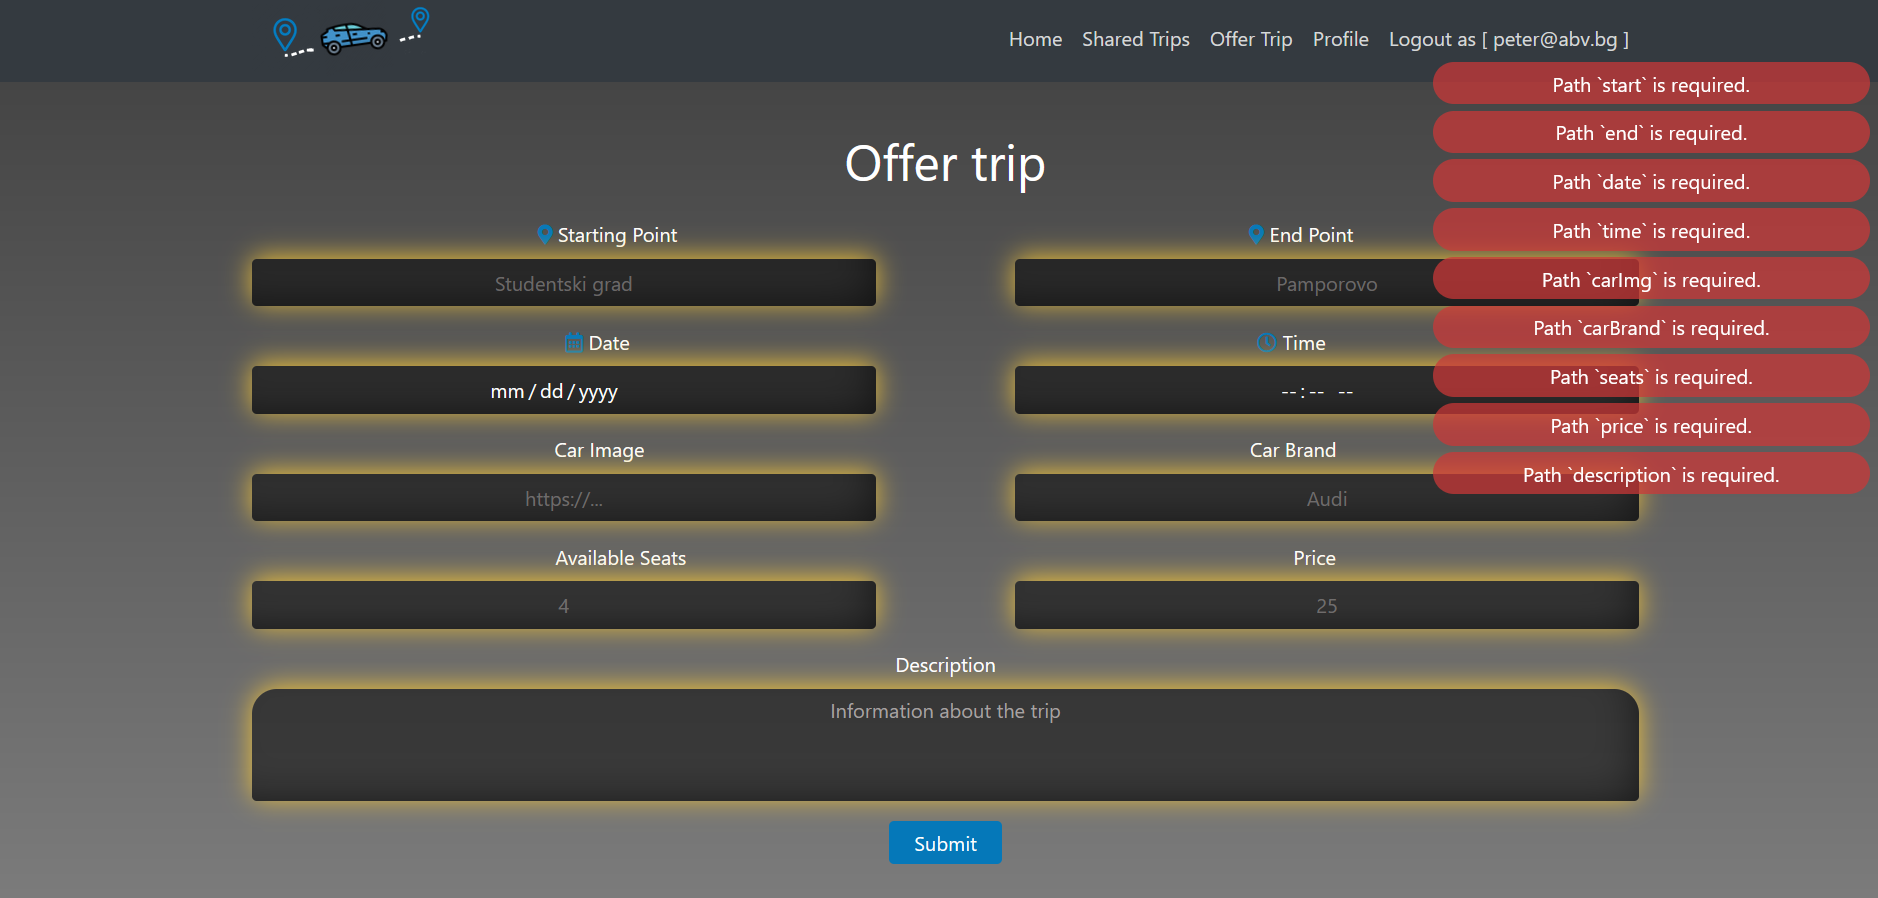 Home Shared Trips Offer Trip Profile Logout as [ peter@abv.bg ]
Path `start` is required.
Path `end` is required.
Path `date` is required.
Path `time` is required.
Path `carImg` is required.
Path `carBrand` is required.
Path `seats` is required.
Path `price` is required.
Path `description` is required.
Offer trip
Starting Point
Studentski grad
End Point
Pamporovo
Date
mm/dd/yyyy
Time
--:-- --
Car Image
https://...
Car Brand
Audi
Available Seats
4
Price
25
Description
Information about the trip
Submit